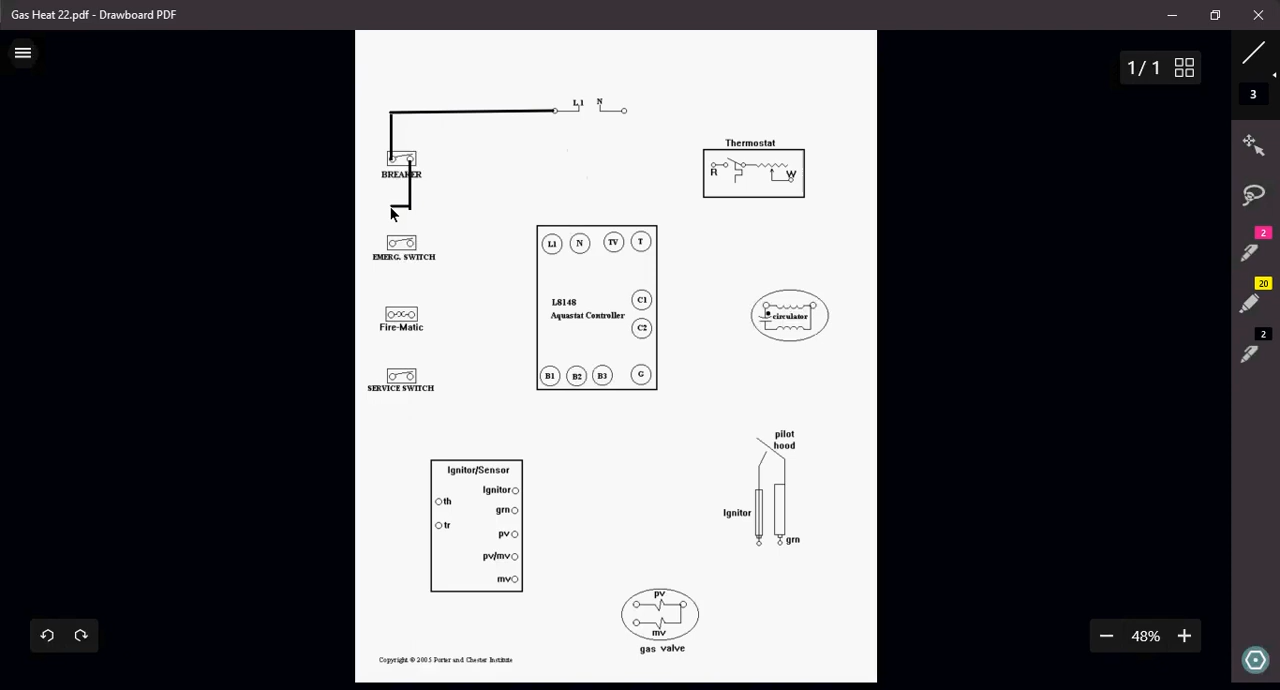 Gas Heat 22.pdf - Drawboard PDF
1/ 1
3
L1 N
Thermostat
R
W
BREAKER
2
L1 N TV T
EMERG. SWITCH
20
C1
L8148
Aquastat Controller
circulator
Fire-Matic
C2
2
B1 B2 B3 G
SERVICE SWITCH
pilot
hood
Ignitor/Sensor
Ignitor
th
grn
Ignitor
tr
pv
grn
pv/mv
mv
pv
mv
gas valve
48%
Copyright © 2005 Porter and Chester Institute